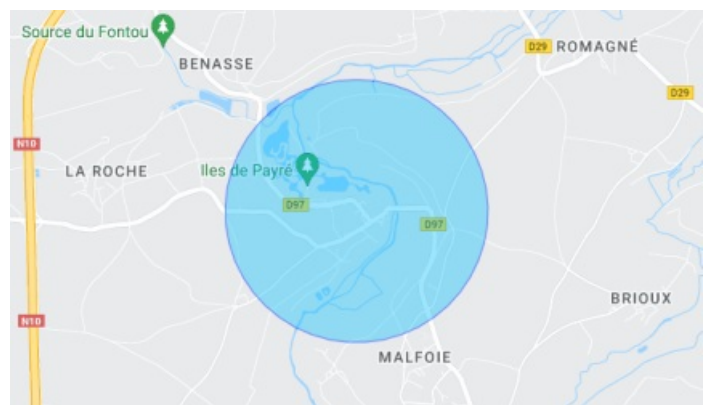 Source du Fontou
BENASSE
D29
ROMAGNÉ
D29
N10
LA ROCHE
Iles de Payré
D97
D97
BRIOUX
N10
MALFOIE